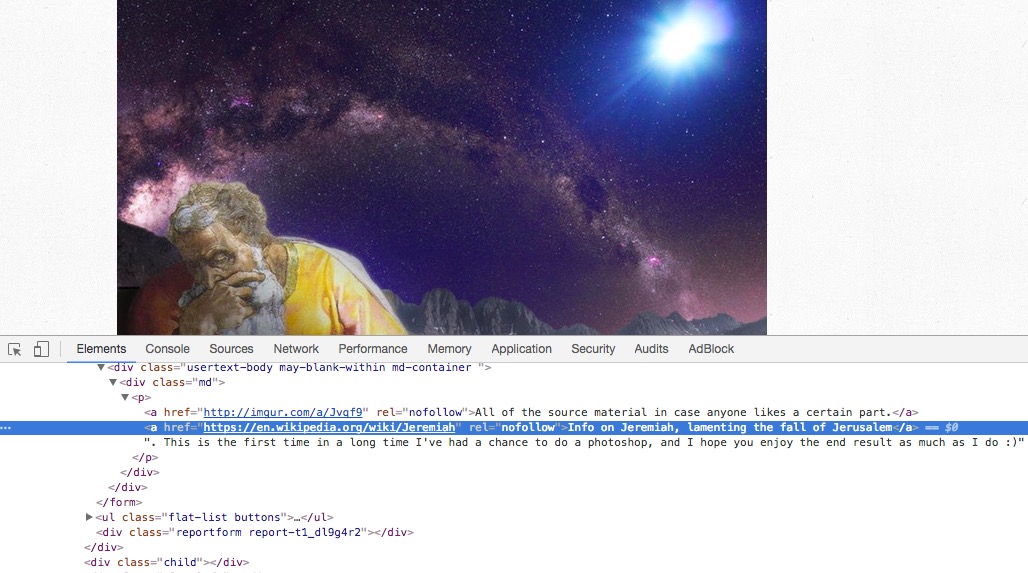 Elements Console Sources Network Performance Memory Application Security Audits AdBlock
▼<div class="usertext-body may-blank-within md-container ">
▼<div class="md">
▼<p>
<a href="http://imgur.com/a/Jvqf9" rel="nofollow">All of the source material in case anyone likes a certain part.</a>
<a href="https://en.wikipedia.org/wiki/Jeremiah" rel="nofollow">Info on Jeremiah, lamenting the fall of Jerusalem</a> == $0
". This is the first time in a long time I've had a chance to do a photoshop, and I hope you enjoy the end result as much as I do :)"
</p>
</div>
</div>
</form>
▶<ul class="flat-list buttons">…</ul>
<div class="reportform report-t1_dl9g4r2"></div>
</div>
<div class="child"></div>